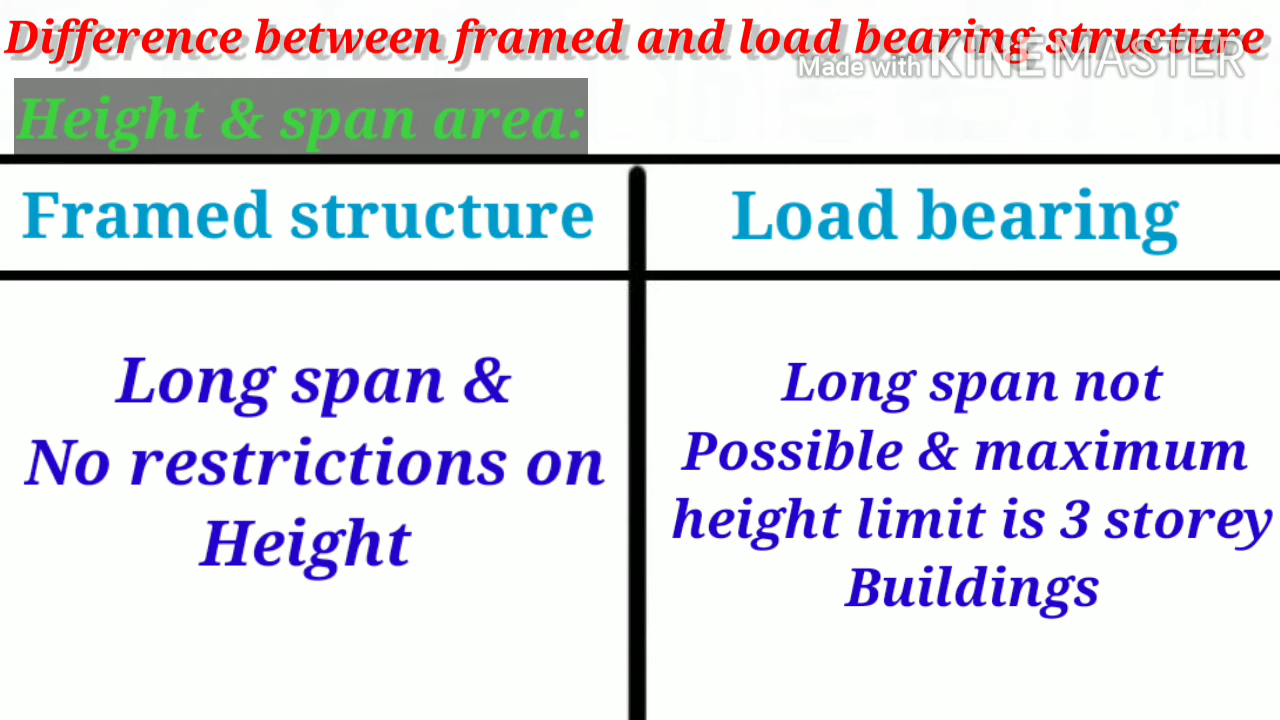 Difference between framed and load bearing structure
Made with KINEMASTER
Height & span area:
Framed structure
Load bearing
Long span &
No restrictions on
Height
Long span not
Possible & maximum
height limit is 3 storey
Buildings